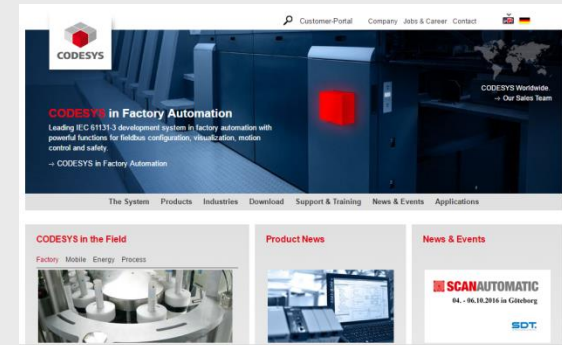 Customer-Portal Company Jobs & Career Contact
CODESYS
CODESYS Worldwide.
→ Our Sales Team
CODESYS in Factory Automation
Leading IEC 61131-3 development system in factory automation with
powerful functions for fieldbus configuration, visualization, motion
control and safety.
→ CODESYS in Factory Automation
The System Products Industries Download Support & Training News & Events Applications
CODESYS in the Field
Factory Mobile Energy Process
Product News
News & Events
SCANAUTOMATIC
04. - 06.10.2016 in Göteborg
SDT.